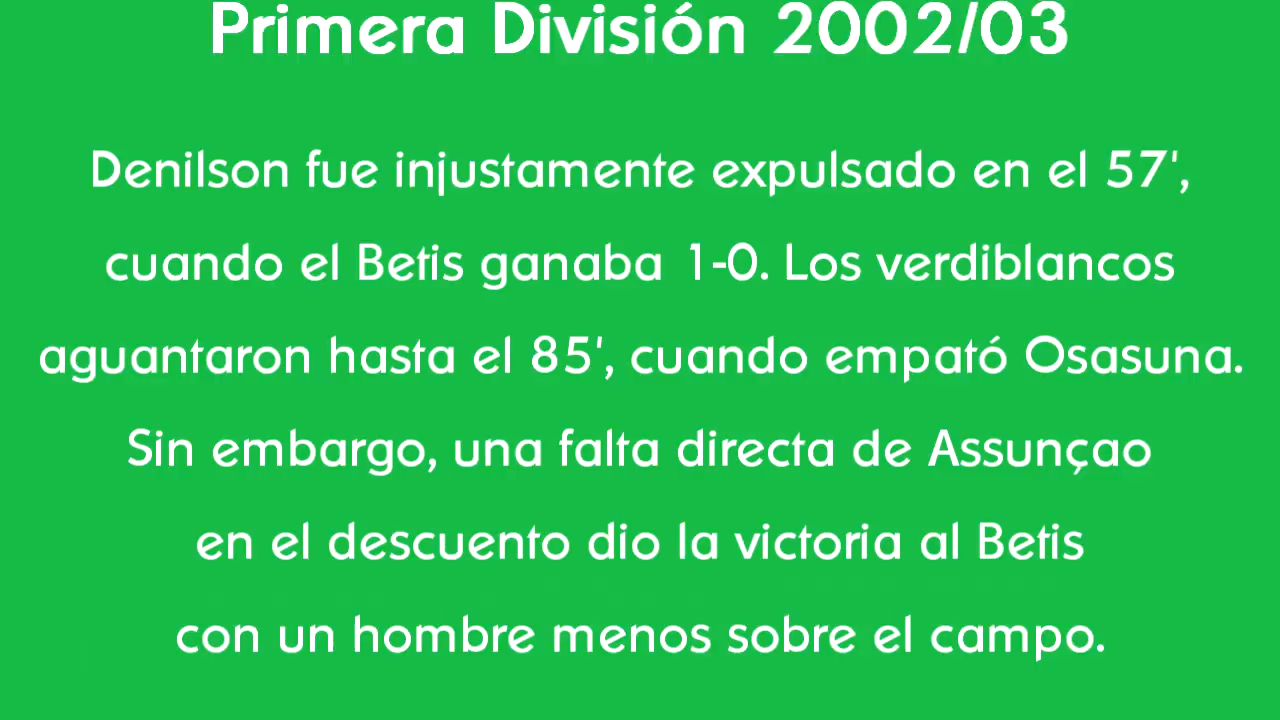 Primera División 2002/03
Denilson fue injustamente expulsado en el 57',
cuando el Betis ganaba 1-0. Los verdiblancos
aguantaron hasta el 85', cuando empató Osasuna.
Sin embargo, una falta directa de Assunçao
en el descuento dio la victoria al Betis
con un hombre menos sobre el campo.